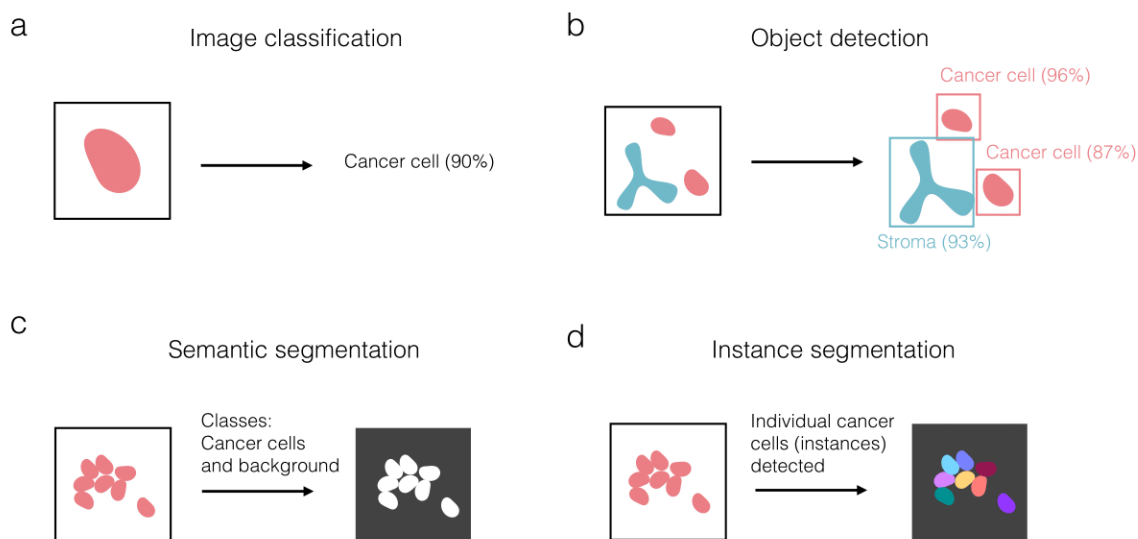 a
Image classification
Cancer cell (90%)
b
Object detection
Cancer cell (96%)
Cancer cell (87%)
Stroma (93%)
c
Semantic segmentation
Classes:
Cancer cells
and background
d
Instance segmentation
Individual cancer
cells (instances)
detected